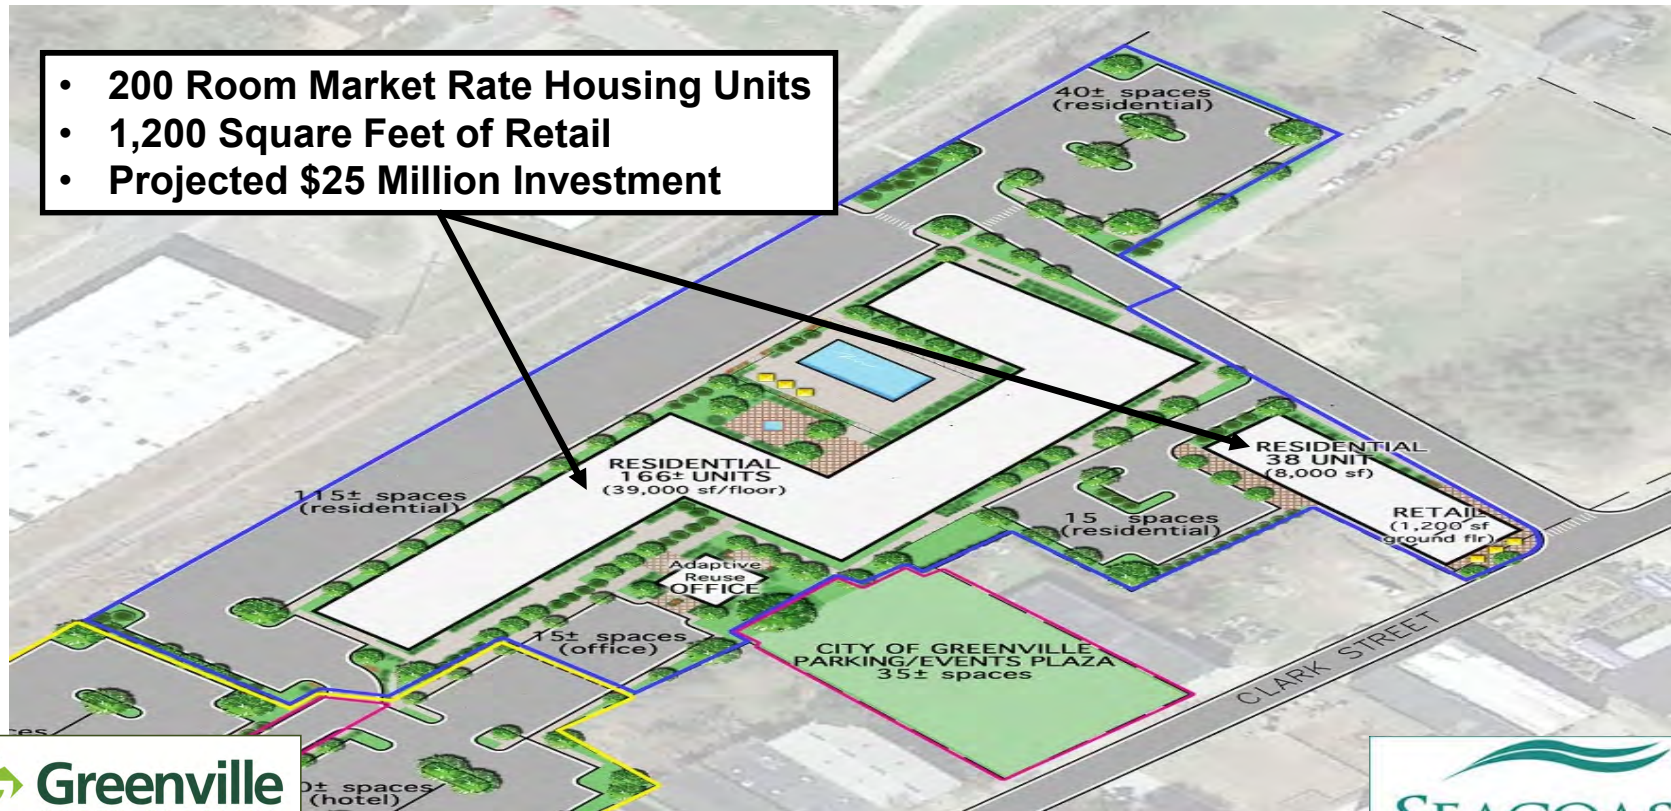 • 200 Room Market Rate Housing Units
• 1,200 Square Feet of Retail
• Projected $25 Million Investment
40± spaces
(residential)
RESIDENTIAL
166± UNITS
(39,000 sf/floor)
115± spaces
(residential)
RESIDENTIAL
38 UNIT
(8,000 sf)
RETAIL
(1,200 sf
ground flr)
15 spaces
(residential)
Adaptive
Reuse
OFFICE
15± spaces
(office)
CITY OF GREENVILLE
PARKING/EVENTS PLAZA
35± spaces
CLARK STREET
Greenville
± spaces
(hotel)